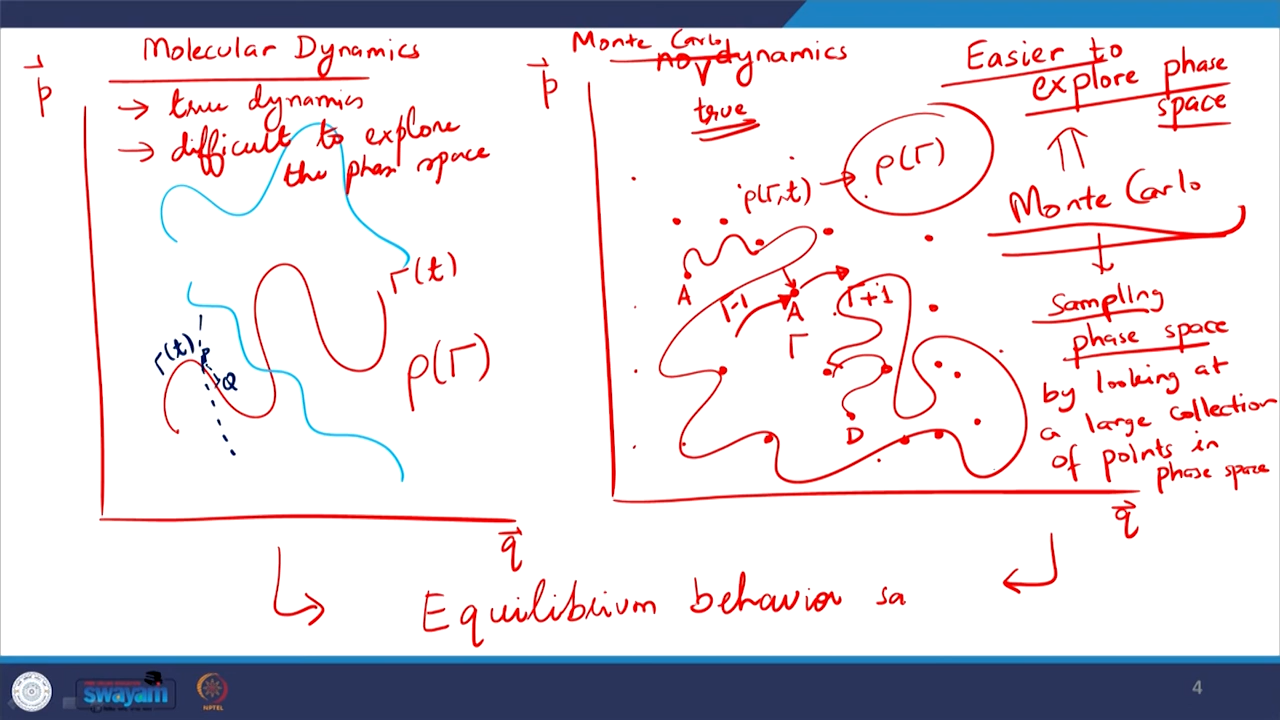 Molecular Dynamics
→ true dynamics
→ difficult to explore
the phase space
p
Γ(t)
Γ(t)
P
Q
ρ(Γ)
q
Monte Carlo
no dynamics
true
p
ρ(Γ,t) → ρ(Γ)
A
Γ-1
A
Γ
Γ+1
D
q
Easier to
explore phase
space
Monte Carlo
Sampling
phase space
by looking at
a large collection
of points in
phase space
Equilibrium behavior sa
swayam
NPTEL
4